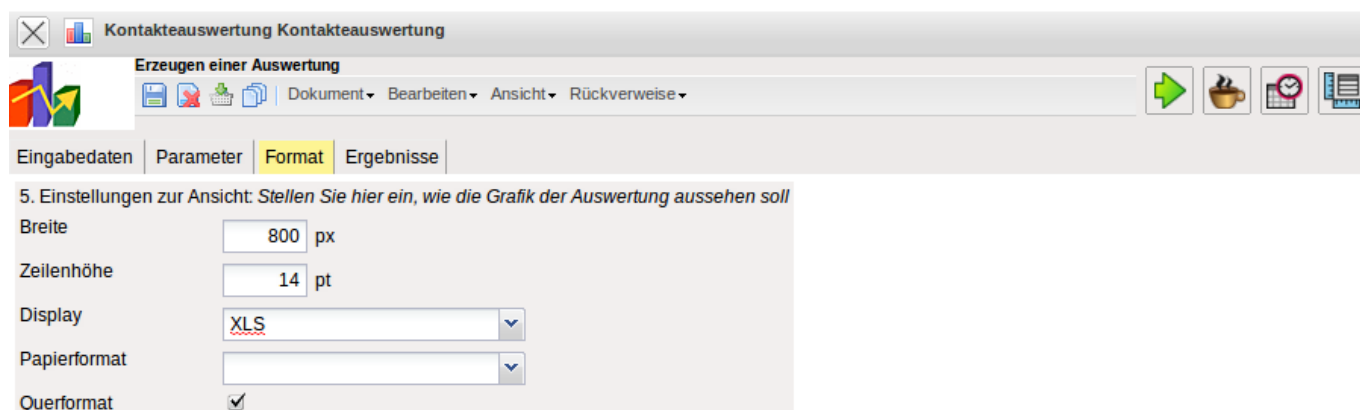 Kontakteauswertung Kontakteauswertung
Erzeugen einer Auswertung
Dokument Bearbeiten Ansicht Rückverweise
Eingabedaten Parameter Format Ergebnisse
5. Einstellungen zur Ansicht: Stellen Sie hier ein, wie die Grafik der Auswertung aussehen soll
Breite 800 px
Zeilenhöhe 14 pt
Display XLS
Papierformat
Querformat